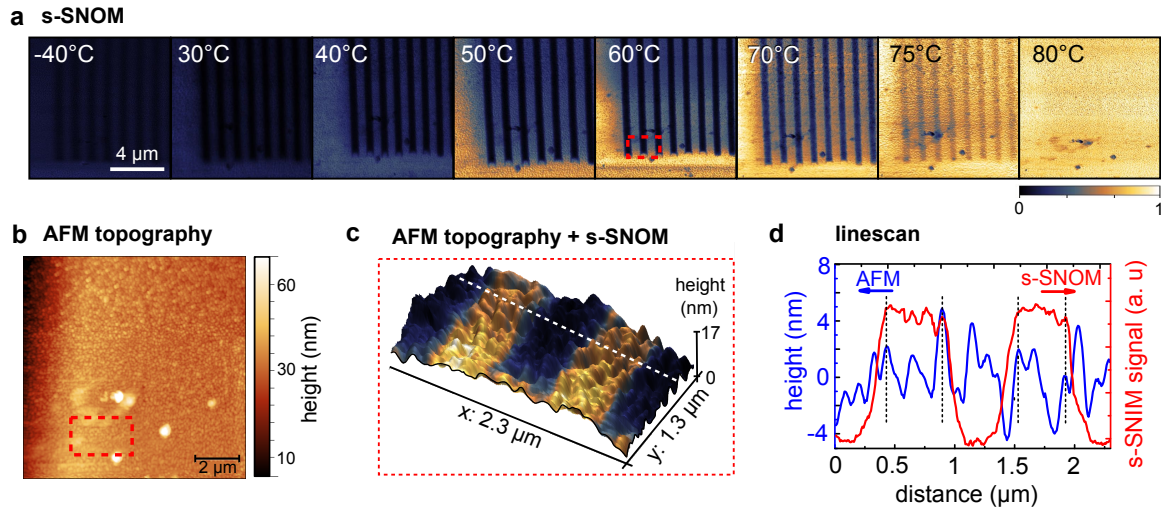 a s-SNOM
-40°C 30°C 40°C 50°C 60°C 70°C 75°C 80°C
4 µm
0 1
b AFM topography
60
30
10
height (nm)
2 µm
c AFM topography + s-SNOM
height
(nm)
17
0
x: 2.3 µm
y: 1.3 µm
d linescan
8
4
0
-4
height (nm)
AFM
s-SNOM
s-SNIM signal (a. u)
0 0.5 1 1.5 2
distance (µm)